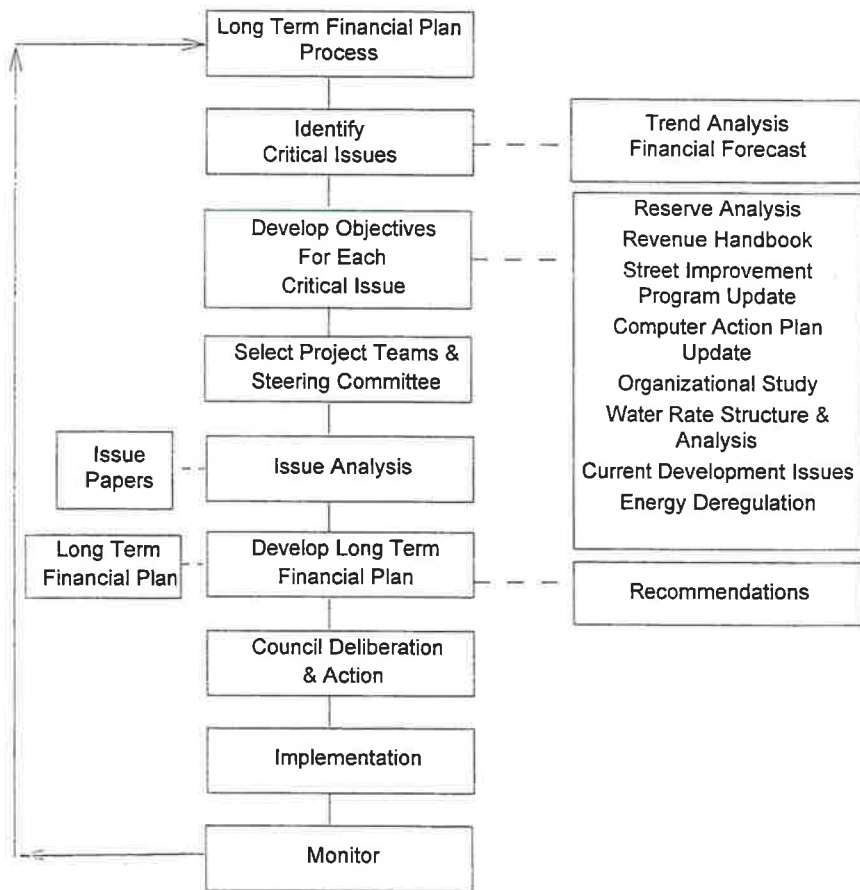 Long Term Financial Plan
Process
Identify
Critical Issues
Trend Analysis
Financial Forecast
Develop Objectives
For Each
Critical Issue
Reserve Analysis
Revenue Handbook
Street Improvement
Program Update
Computer Action Plan
Update
Organizational Study
Water Rate Structure &
Analysis
Current Development Issues
Energy Deregulation
Select Project Teams &
Steering Committee
Issue
Papers
Issue Analysis
Long Term
Financial Plan
Develop Long Term
Financial Plan
Recommendations
Council Deliberation
& Action
Implementation
Monitor